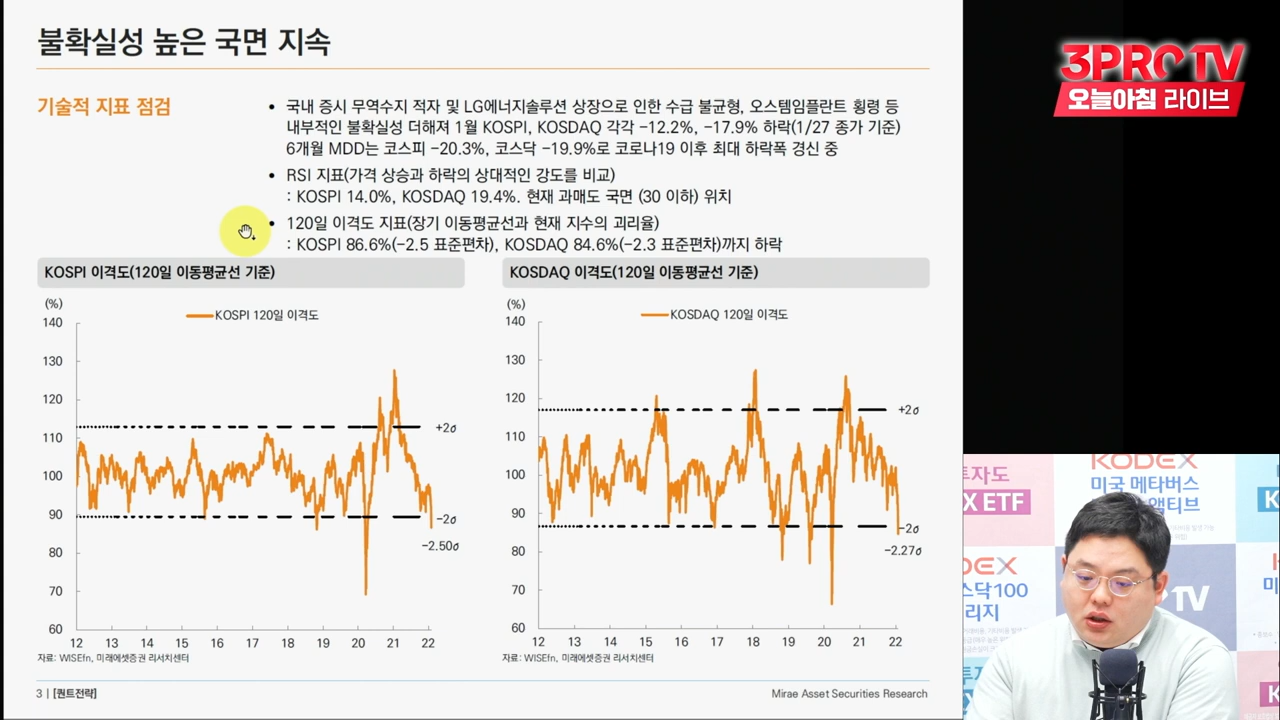 불확실성 높은 국면 지속
기술적 지표 점검
• 국내 증시 무역수지 적자 및 LG에너지솔루션 상장으로 인한 수급 불균형, 오스템임플란트 횡령 등
내부적인 불확실성 더해져 1월 KOSPI, KOSDAQ 각각 -12.2%, -17.9% 하락(1/27 종가 기준)
6개월 MDD는 코스피 -20.3%, 코스닥 -19.9%로 코로나19 이후 최대 하락폭 경신 중
• RSI 지표(가격 상승과 하락의 상대적인 강도를 비교)
: KOSPI 14.0%, KOSDAQ 19.4%. 현재 과매도 국면 (30 이하) 위치
• 120일 이격도 지표(장기 이동평균선과 현재 지수의 괴리율)
: KOSPI 86.6%(-2.5 표준편차), KOSDAQ 84.6%(-2.3 표준편차)까지 하락
KOSPI 이격도(120일 이동평균선 기준)
(%)
KOSPI 120일 이격도
140
130
120
110
100
90
80
70
60
+2σ
-2σ
-2.50σ
12 13 14 15 16 17 18 19 20 21 22
자료: WISEfn, 미래에셋증권 리서치센터
KOSDAQ 이격도(120일 이동평균선 기준)
(%)
KOSDAQ 120일 이격도
140
130
120
110
100
90
80
70
60
+2σ
-2σ
-2.27σ
12 13 14 15 16 17 18 19 20 21 22
자료: WISEfn, 미래에셋증권 리서치센터
3 | [퀀트전략]
Mirae Asset Securities Research
3PROTV
오늘아침 라이브
투자도
X ETF
KODEX
미국 메타버스
액티브
DEX
스닥100
리지
TV